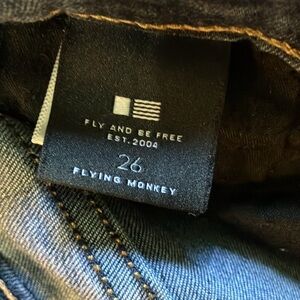 FLY AND BE FREE
EST. 2004
26
FLYING MONKEY